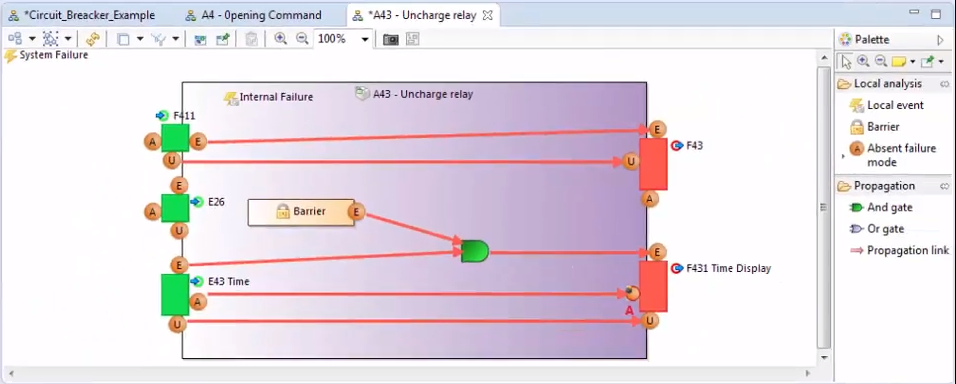 *Circuit_Breacker_Example
A4 - Opening Command
*A43 - Uncharge relay
100%
System Failure
Internal Failure
A43 - Uncharge relay
F411
A
E
U
E
F43
U
A
E
A
E26
U
Barrier
E
E
E43 Time
A
U
E
F431 Time Display
A
U
Palette
Local analysis
Local event
Barrier
A
Absent failure
mode
Propagation
And gate
Or gate
Propagation link